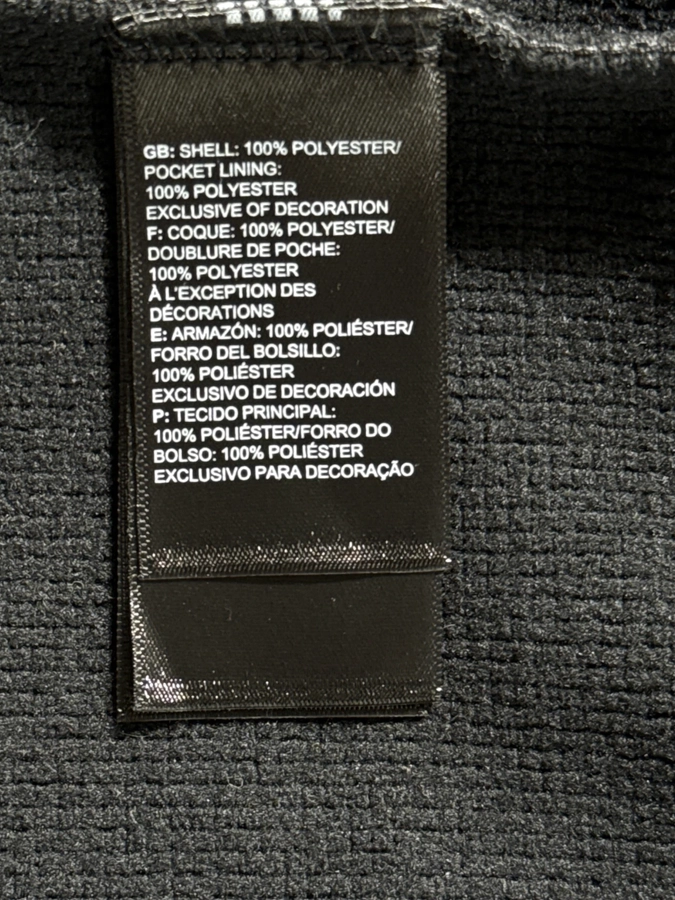 GB: SHELL: 100% POLYESTER/
POCKET LINING:
100% POLYESTER
EXCLUSIVE OF DECORATION
F: COQUE: 100% POLYESTER/
DOUBLURE DE POCHE:
100% POLYESTER
À L'EXCEPTION DES
DÉCORATIONS
E: ARMAZÓN: 100% POLIÉSTER/
FORRO DEL BOLSILLO:
100% POLIÉSTER
EXCLUSIVO DE DECORACIÓN
P: TECIDO PRINCIPAL:
100% POLIÉSTER/FORRO DO
BOLSO: 100% POLIÉSTER
EXCLUSIVO PARA DECORAÇÃO